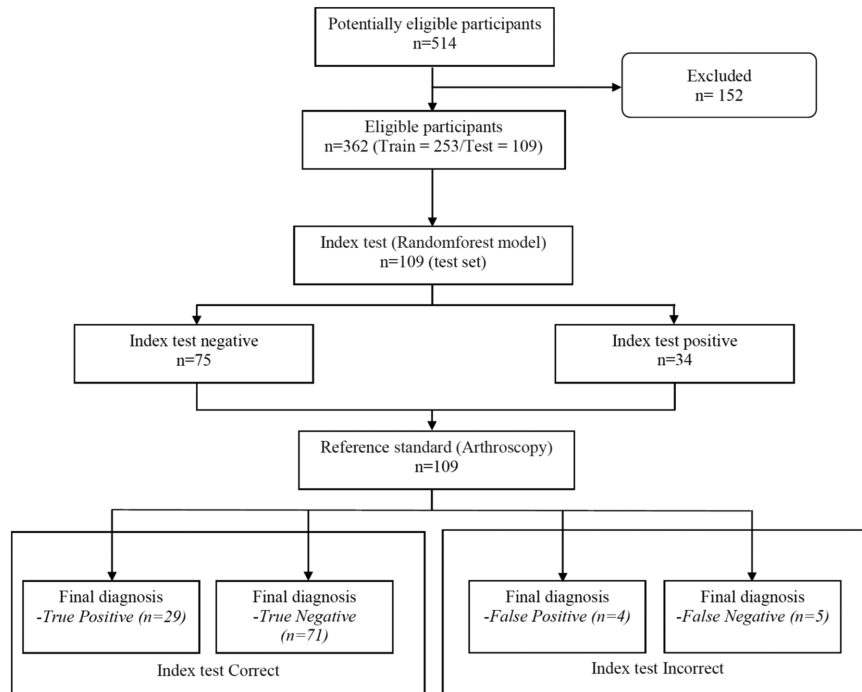 Potentially eligible participants
n=514
Excluded
n= 152
Eligible participants
n=362 (Train = 253/Test = 109)
Index test (Randomforest model)
n=109 (test set)
Index test negative
n=75
Index test positive
n=34
Reference standard (Arthroscopy)
n=109
Final diagnosis
-True Positive (n=29)
Final diagnosis
-True Negative
(n=71)
Index test Correct
Final diagnosis
-False Positive (n=4)
Final diagnosis
-False Negative (n=5)
Index test Incorrect